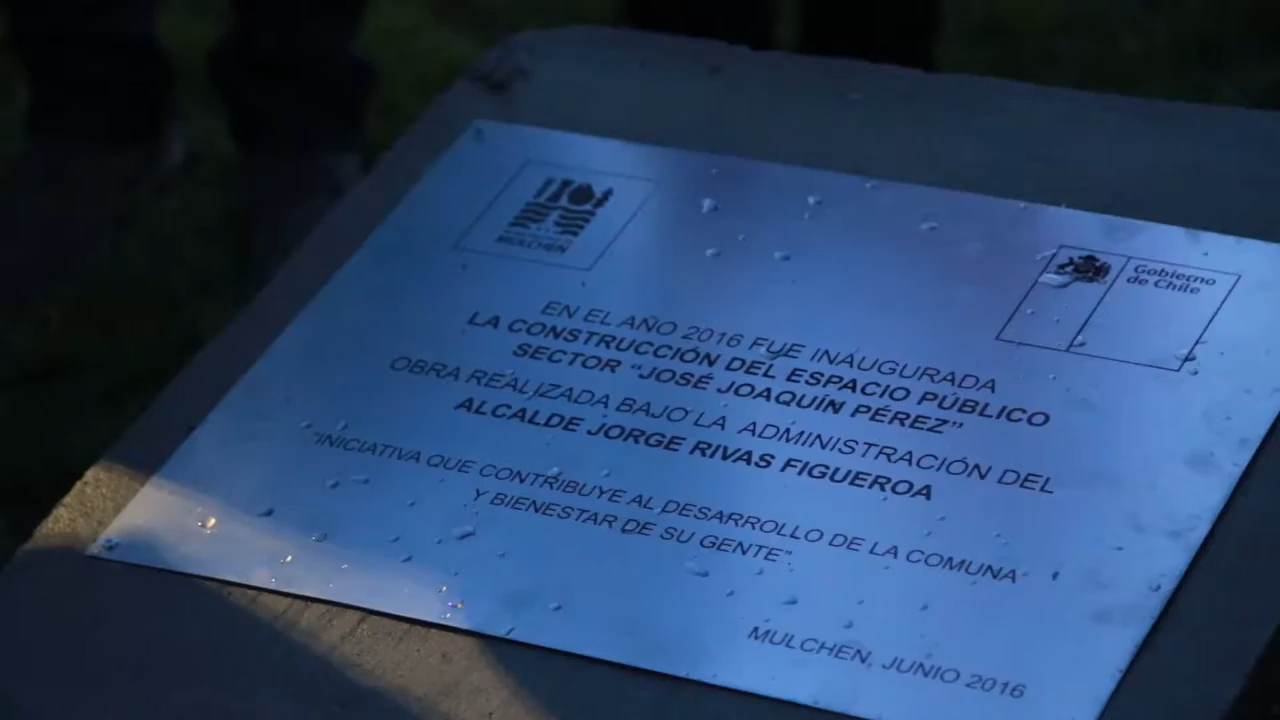 MULCHEN
Gobierno
de Chile
EN EL AÑO 2016 FUE INAUGURADA
LA CONSTRUCCIÓN DEL ESPACIO PÚBLICO
SECTOR “JOSÉ JOAQUÍN PÉREZ”
OBRA REALIZADA BAJO LA ADMINISTRACIÓN DEL
ALCALDE JORGE RIVAS FIGUEROA
“INICIATIVA QUE CONTRIBUYE AL DESARROLLO DE LA COMUNA
Y BIENESTAR DE SU GENTE”.
MULCHEN, JUNIO 2016